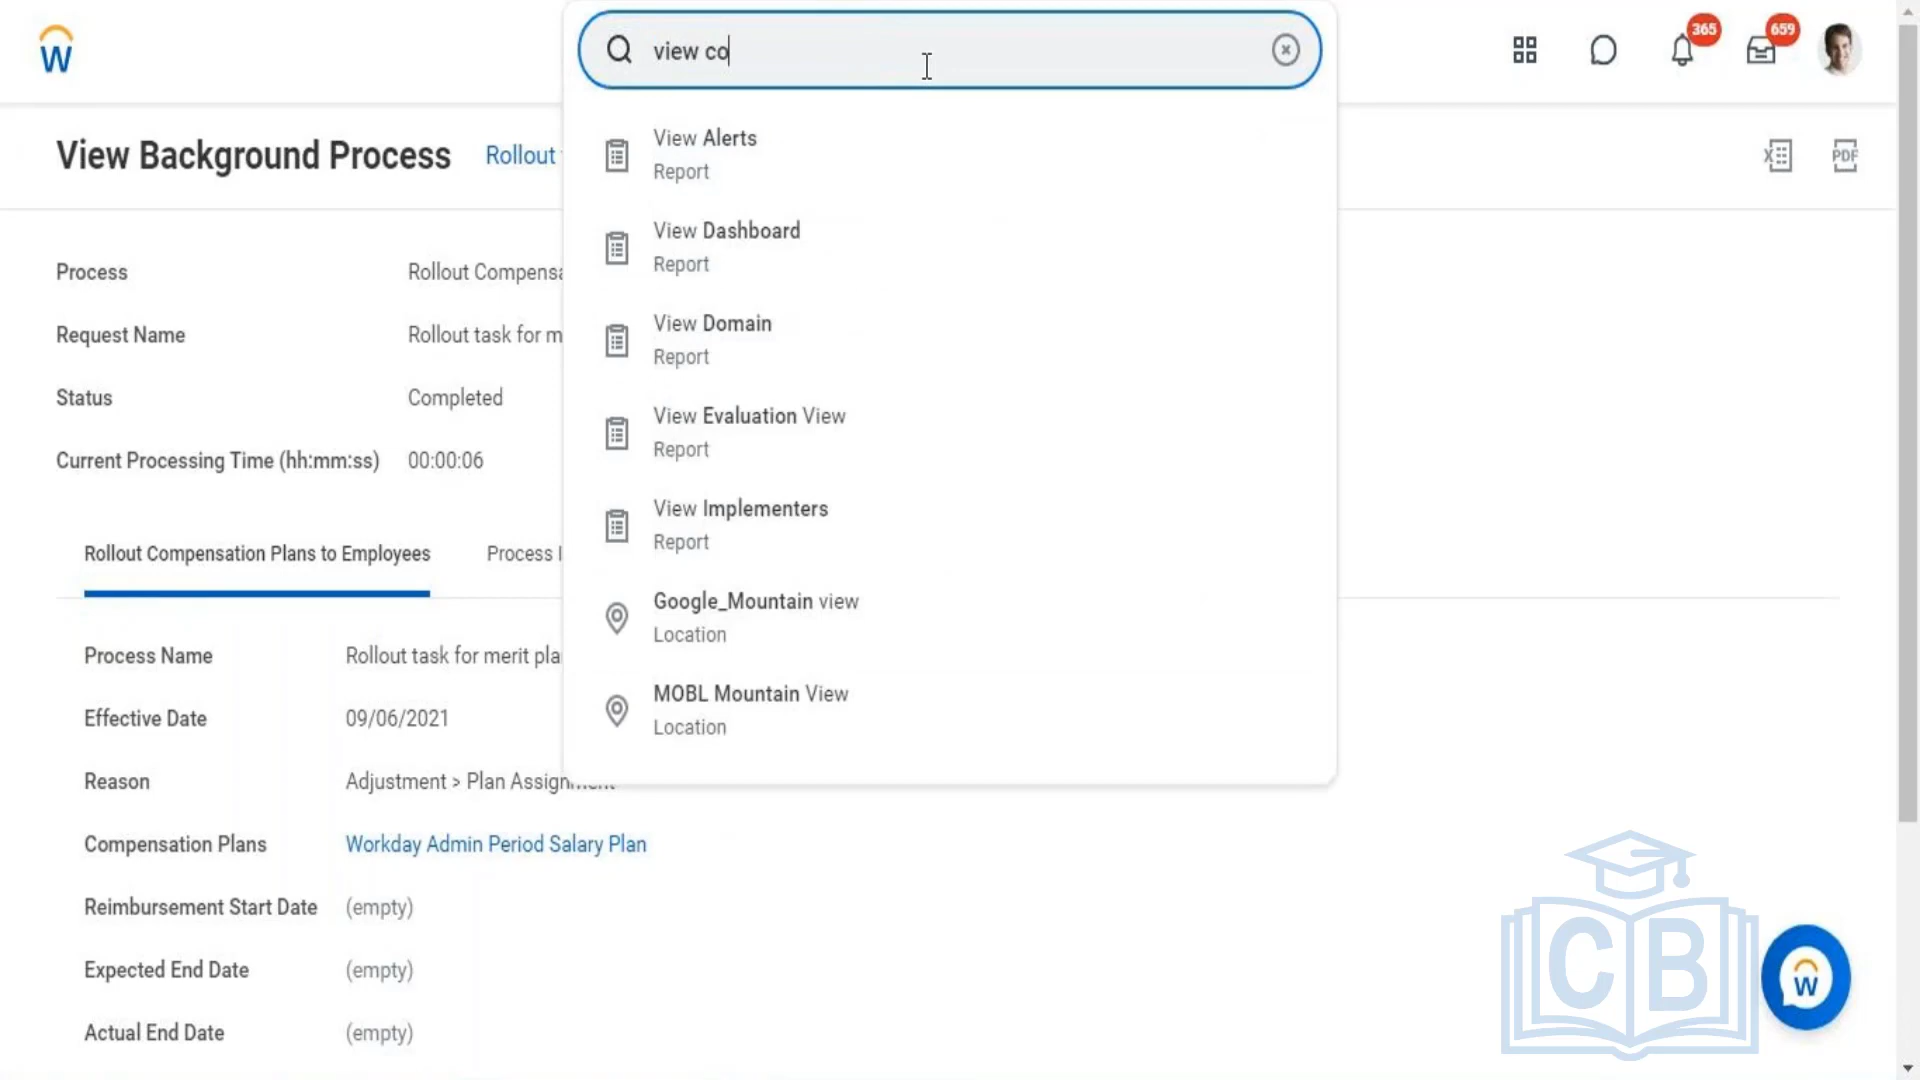 W
view co
365
659
View Background Process
Rollout
PDF
View Alerts
Report
View Dashboard
Report
View Domain
Report
View Evaluation View
Report
View Implementers
Report
Google_Mountain view
Location
MOBL Mountain View
Location
Process
Rollout Compensa
Request Name
Rollout task for m
Status
Completed
Current Processing Time (hh:mm:ss)
00:00:06
Rollout Compensation Plans to Employees
Process
Process Name
Rollout task for merit pla
Effective Date
09/06/2021
Reason
Adjustment > Plan Assignment
Compensation Plans
Workday Admin Period Salary Plan
Reimbursement Start Date
(empty)
Expected End Date
(empty)
Actual End Date
(empty)
CB
W